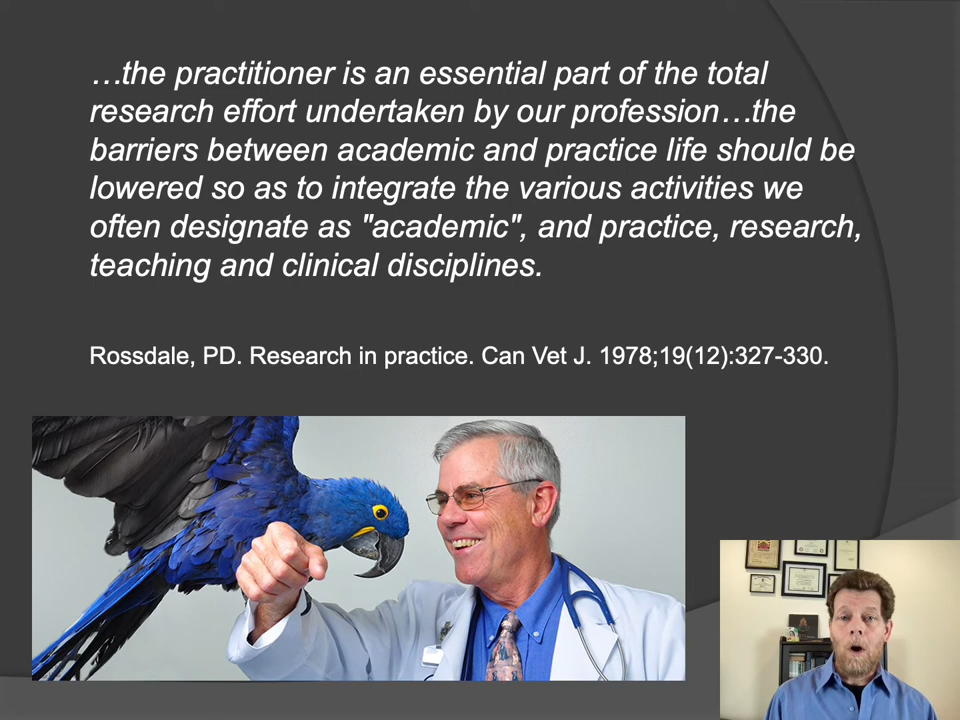 …the practitioner is an essential part of the total
research effort undertaken by our profession…the
barriers between academic and practice life should be
lowered so as to integrate the various activities we
often designate as "academic", and practice, research,
teaching and clinical disciplines.
Rossdale, PD. Research in practice. Can Vet J. 1978;19(12):327-330.